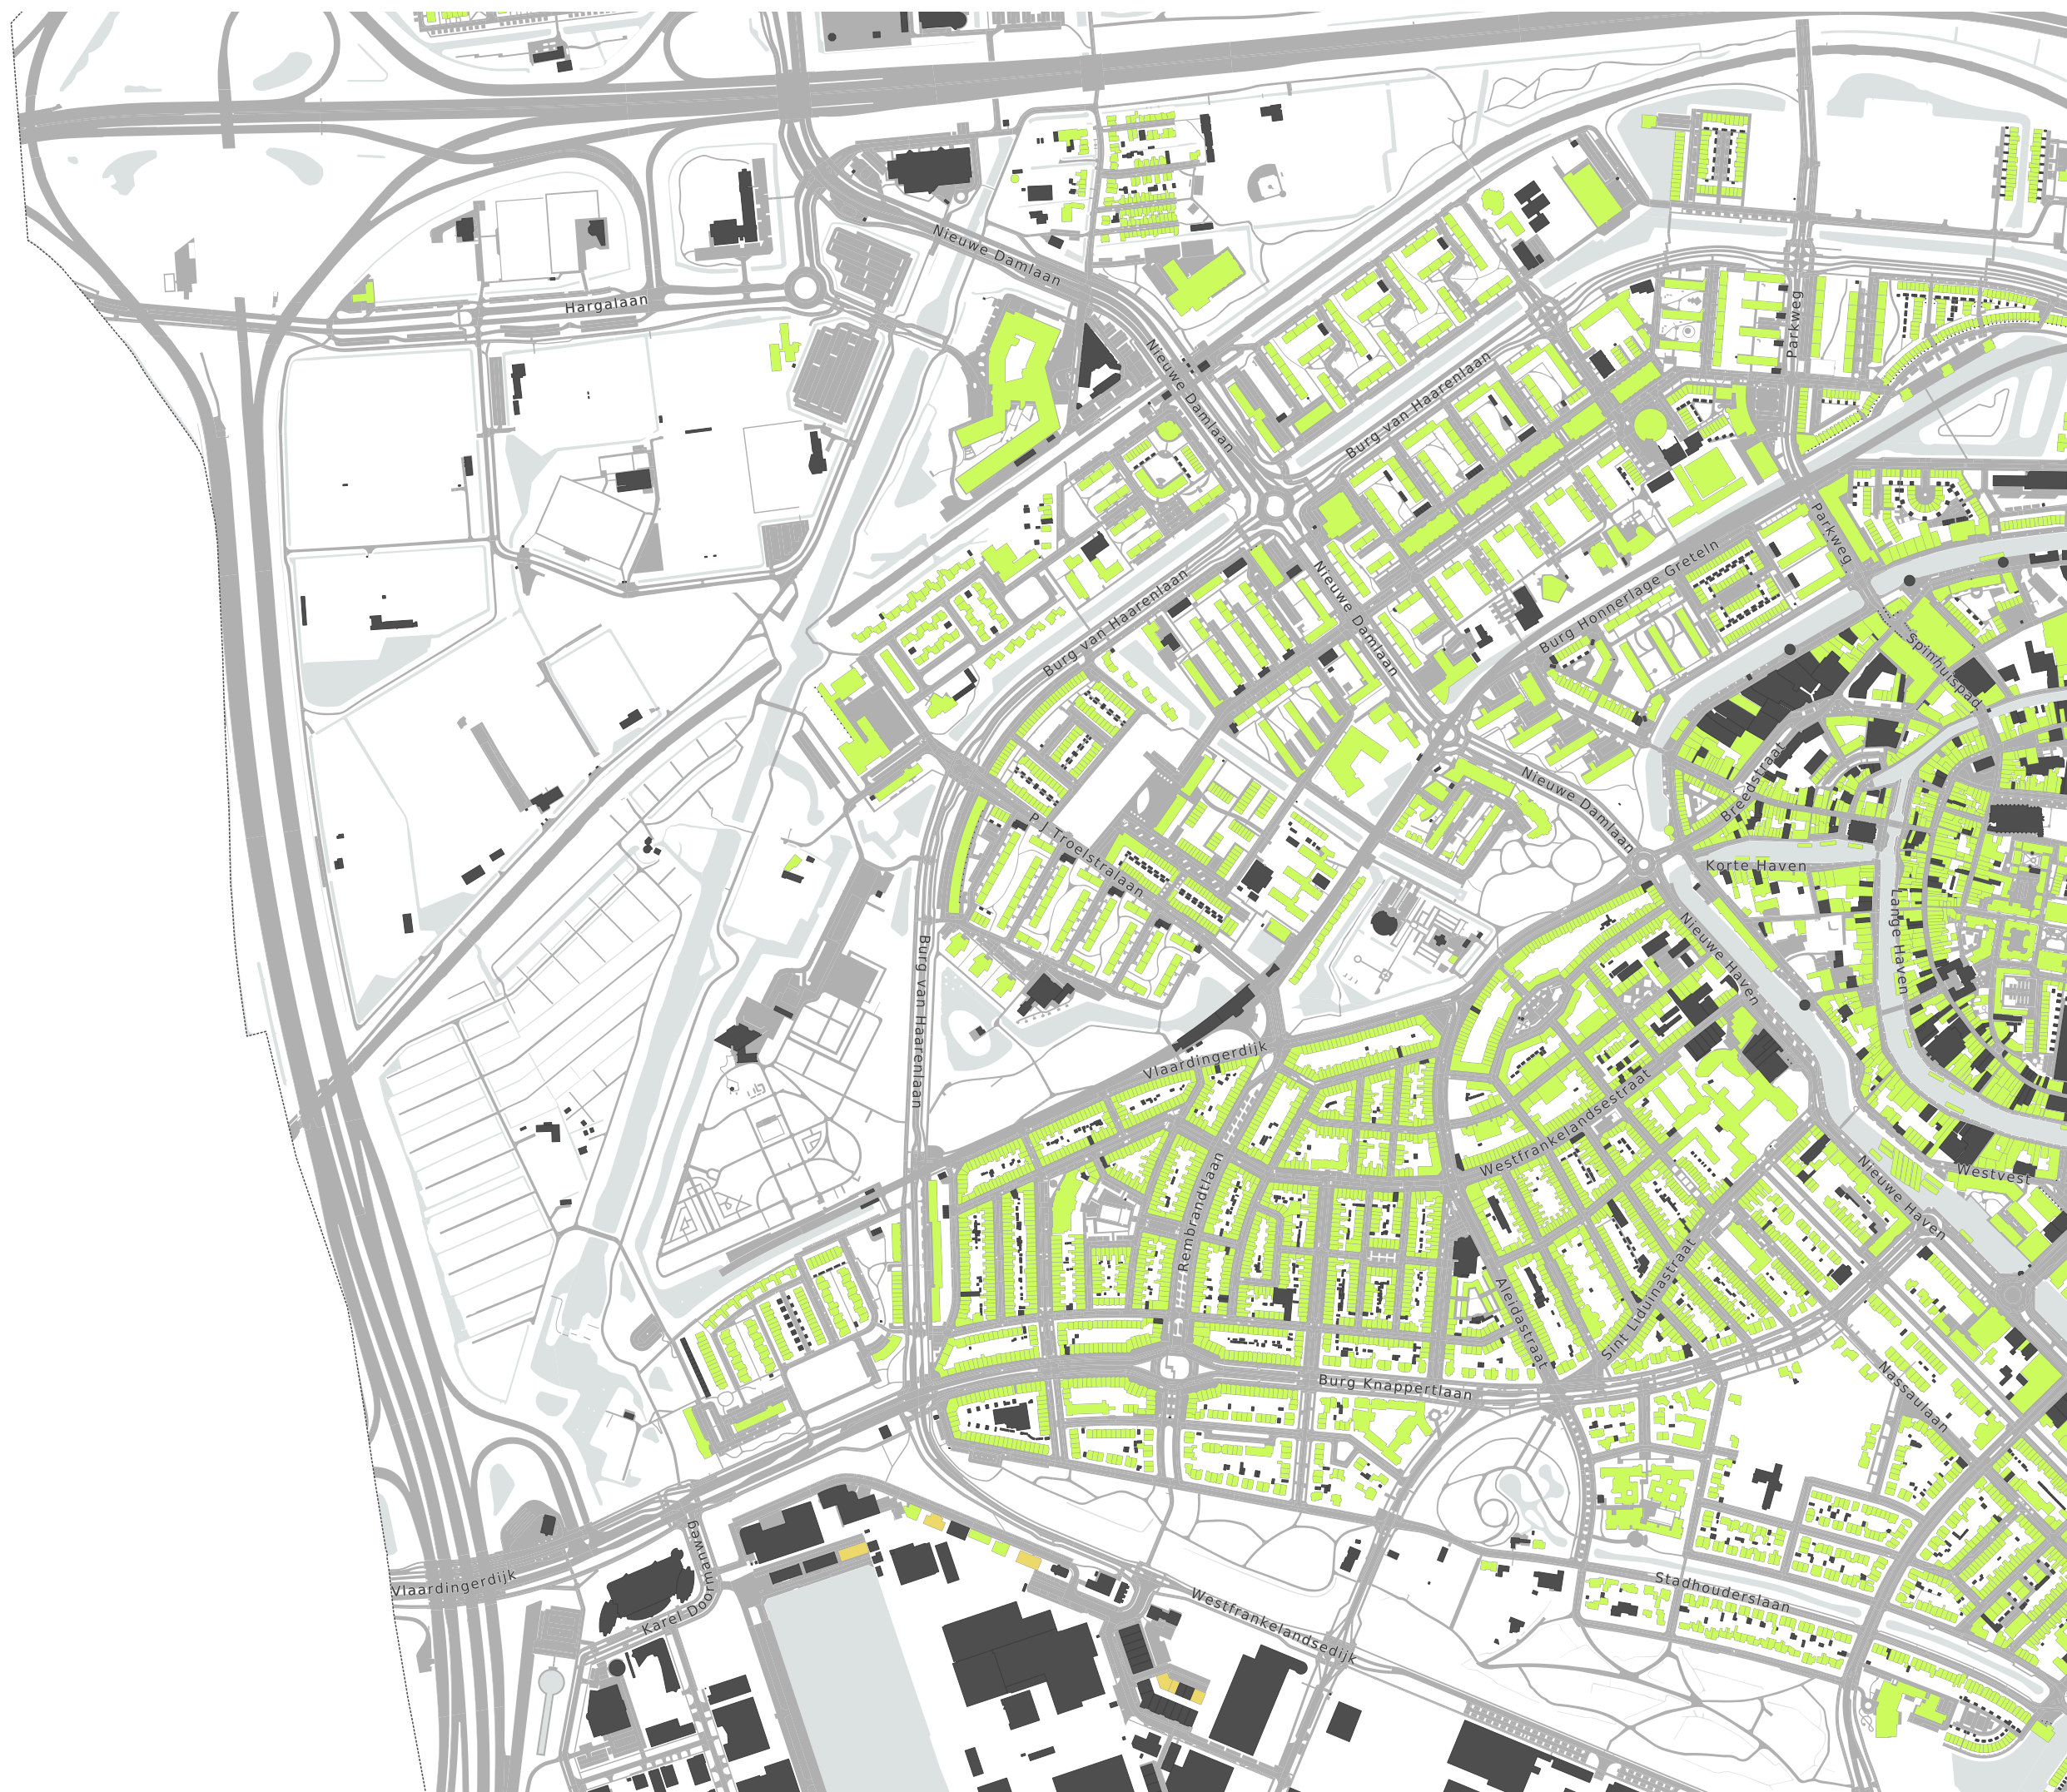 Nieuwe Damlaan
Hargalaan
Parkweg
Nieuwe Damlaan
Burg van Haarenlaan
Parkweg
Burg Honnerlage Greteln
Burg van Haarenlaan
Nieuwe Damlaan
Spinhuispad
Breedstraat
Nieuwe Damlaan
P J Troelstralaan
Korte Haven
Lange Haven
Nieuwe Haven
Burg van Haarenlaan
Vlaardingerdijk
Westfrankelandsestraat
Westvest
Nieuwe Haven
Rembrandtlaan
Sint Liduinastraat
Aleidastraat
Burg Knappertlaan
Nassaulaan
Karel Doormanweg
Vlaardingerdijk
Stadhouderslaan
Westfrankelandsedijk